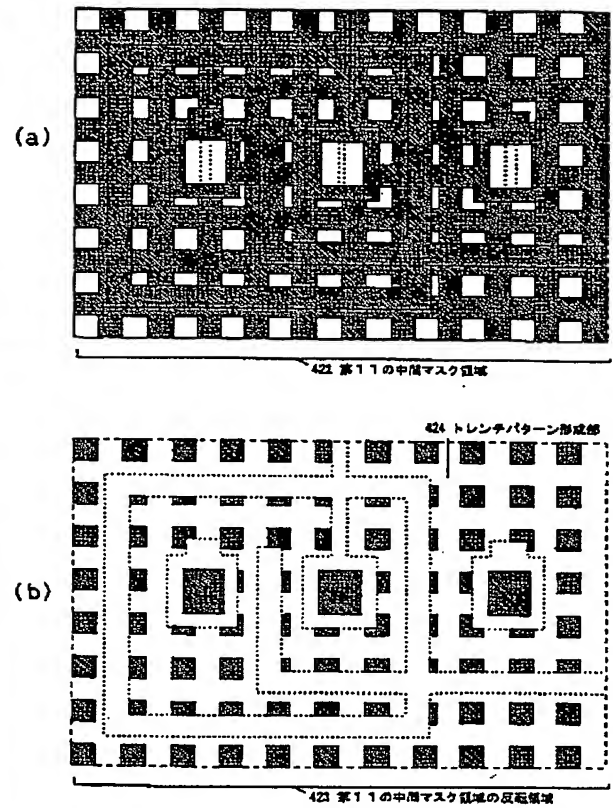 (a)
422 第11の中間マスク領域
424 トレンチパターン形成部
(b)
423 第11の中間マスク領域の反転領域